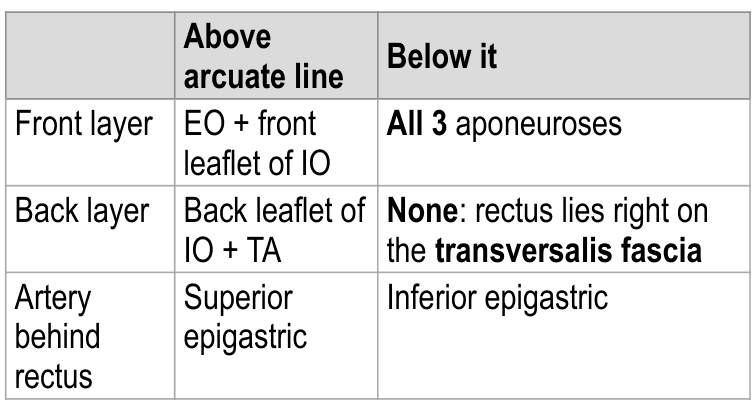 Above
arcuate line
Below it
Front layer
EO + front
leaflet of IO
All 3 aponeuroses
Back layer
Back leaflet of
IO + TA
None: rectus lies right on
the transversalis fascia
Artery
behind
rectus
Superior
epigastric
Inferior epigastric